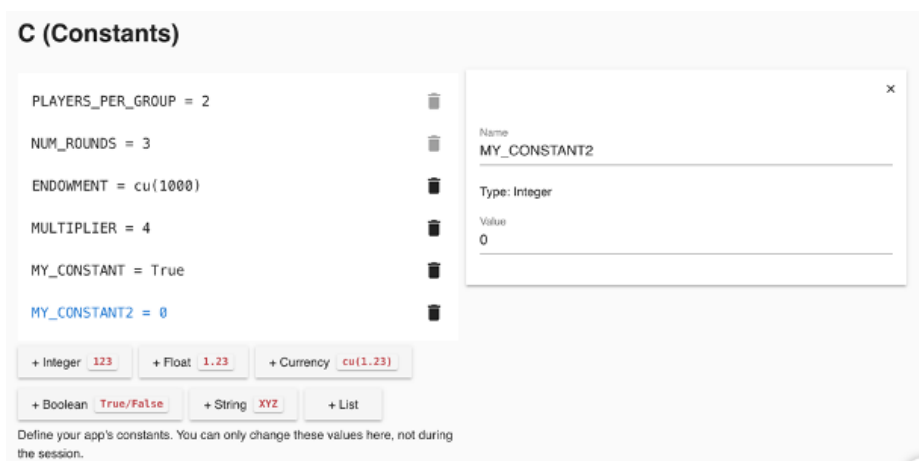 C (Constants)
PLAYERS_PER_GROUP = 2
NUM_ROUNDS = 3
ENDOWMENT = cu(1000)
MULTIPLIER = 4
MY_CONSTANT = True
MY_CONSTANT2 = 0
+ Integer 123 + Float 1.23 + Currency cu(1.23)
+ Boolean True/False + String XYZ + List
Define your app's constants. You can only change these values here, not during
the session.
×
Name
MY_CONSTANT2
Type: Integer
Value
0